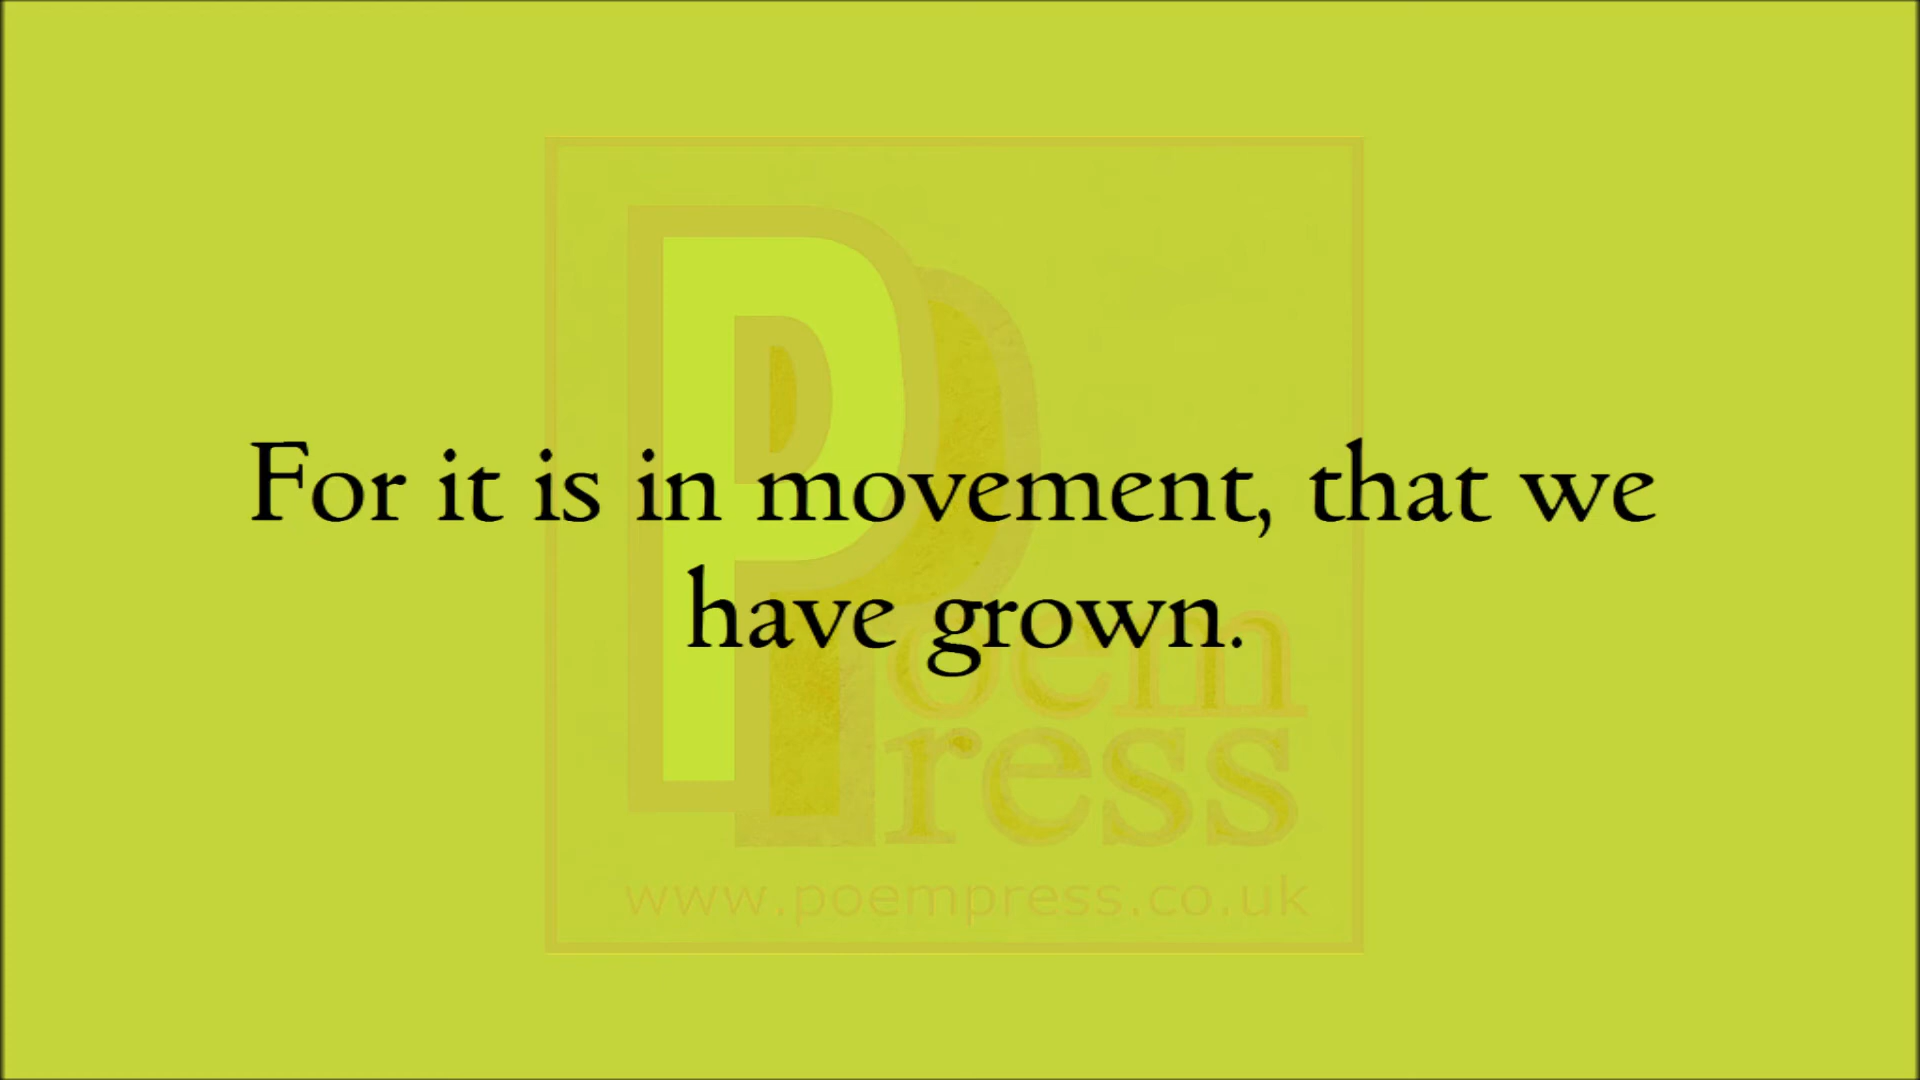 For it is in movement, that we
have grown.
Poem
Press
www.poempress.co.uk